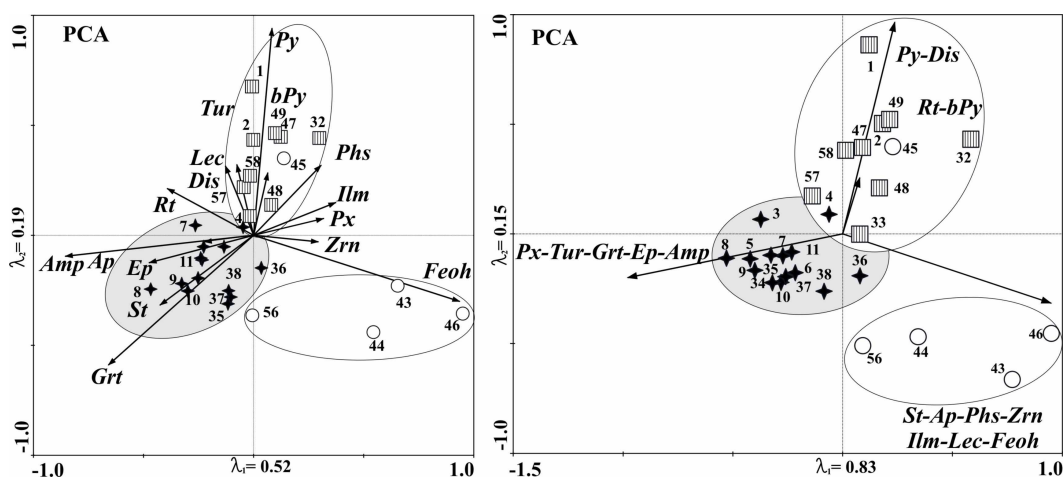 1.0
PCA
Py
1
Tur
bPy
49
2
47
32
Lec
58
45
Phs
Dis
57
48
Ilm
Rt
4
Px
7
λ₂= 0.19
Zrn
Amp
Ap
Ep
11
38
36
Feoh
8
9
10
St
37
35
56
43
46
44
Grt
-1.0
-1.0
λ₁= 0.52
1.0
1.0
PCA
1
Py-Dis
49
Rt-bPy
2
47
45
32
58
57
4
48
3
33
λ₂= 0.15
Px-Tur-Grt-Ep-Amp
8
5
7
11
9
35
6
36
34
10
37
38
56
44
46
43
St-Ap-Phs-Zrn
Ilm-Lec-Feoh
-1.0
-1.5
λ₁= 0.83
1.0